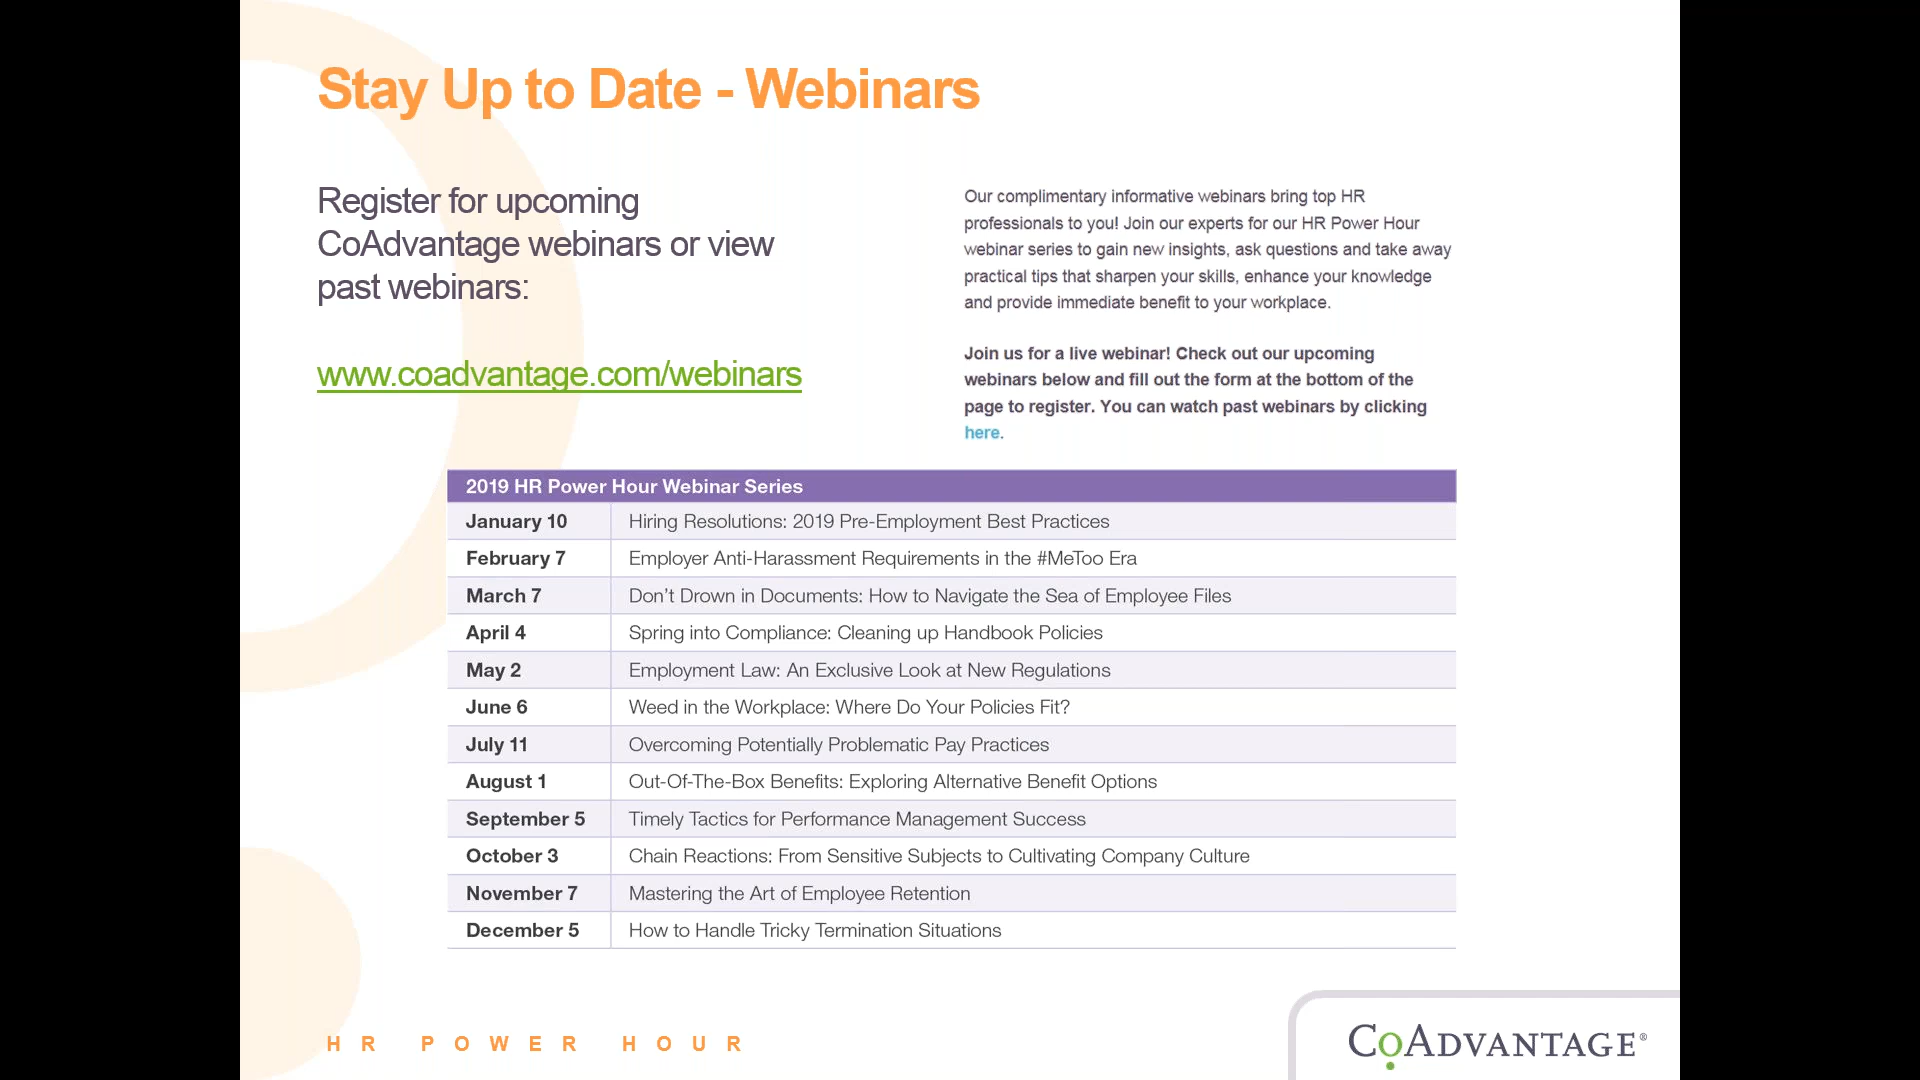 Stay Up to Date - Webinars
Register for upcoming
CoAdvantage webinars or view
past webinars:
www.coadvantage.com/webinars
Our complimentary informative webinars bring top HR
professionals to you! Join our experts for our HR Power Hour
webinar series to gain new insights, ask questions and take away
practical tips that sharpen your skills, enhance your knowledge
and provide immediate benefit to your workplace.
Join us for a live webinar! Check out our upcoming
webinars below and fill out the form at the bottom of the
page to register. You can watch past webinars by clicking
here.
2019 HR Power Hour Webinar Series
January 10 Hiring Resolutions: 2019 Pre-Employment Best Practices
February 7 Employer Anti-Harassment Requirements in the #MeToo Era
March 7 Don't Drown in Documents: How to Navigate the Sea of Employee Files
April 4 Spring into Compliance: Cleaning up Handbook Policies
May 2 Employment Law: An Exclusive Look at New Regulations
June 6 Weed in the Workplace: Where Do Your Policies Fit?
July 11 Overcoming Potentially Problematic Pay Practices
August 1 Out-Of-The-Box Benefits: Exploring Alternative Benefit Options
September 5 Timely Tactics for Performance Management Success
October 3 Chain Reactions: From Sensitive Subjects to Cultivating Company Culture
November 7 Mastering the Art of Employee Retention
December 5 How to Handle Tricky Termination Situations
HR POWER HOUR
CoAdvantage®